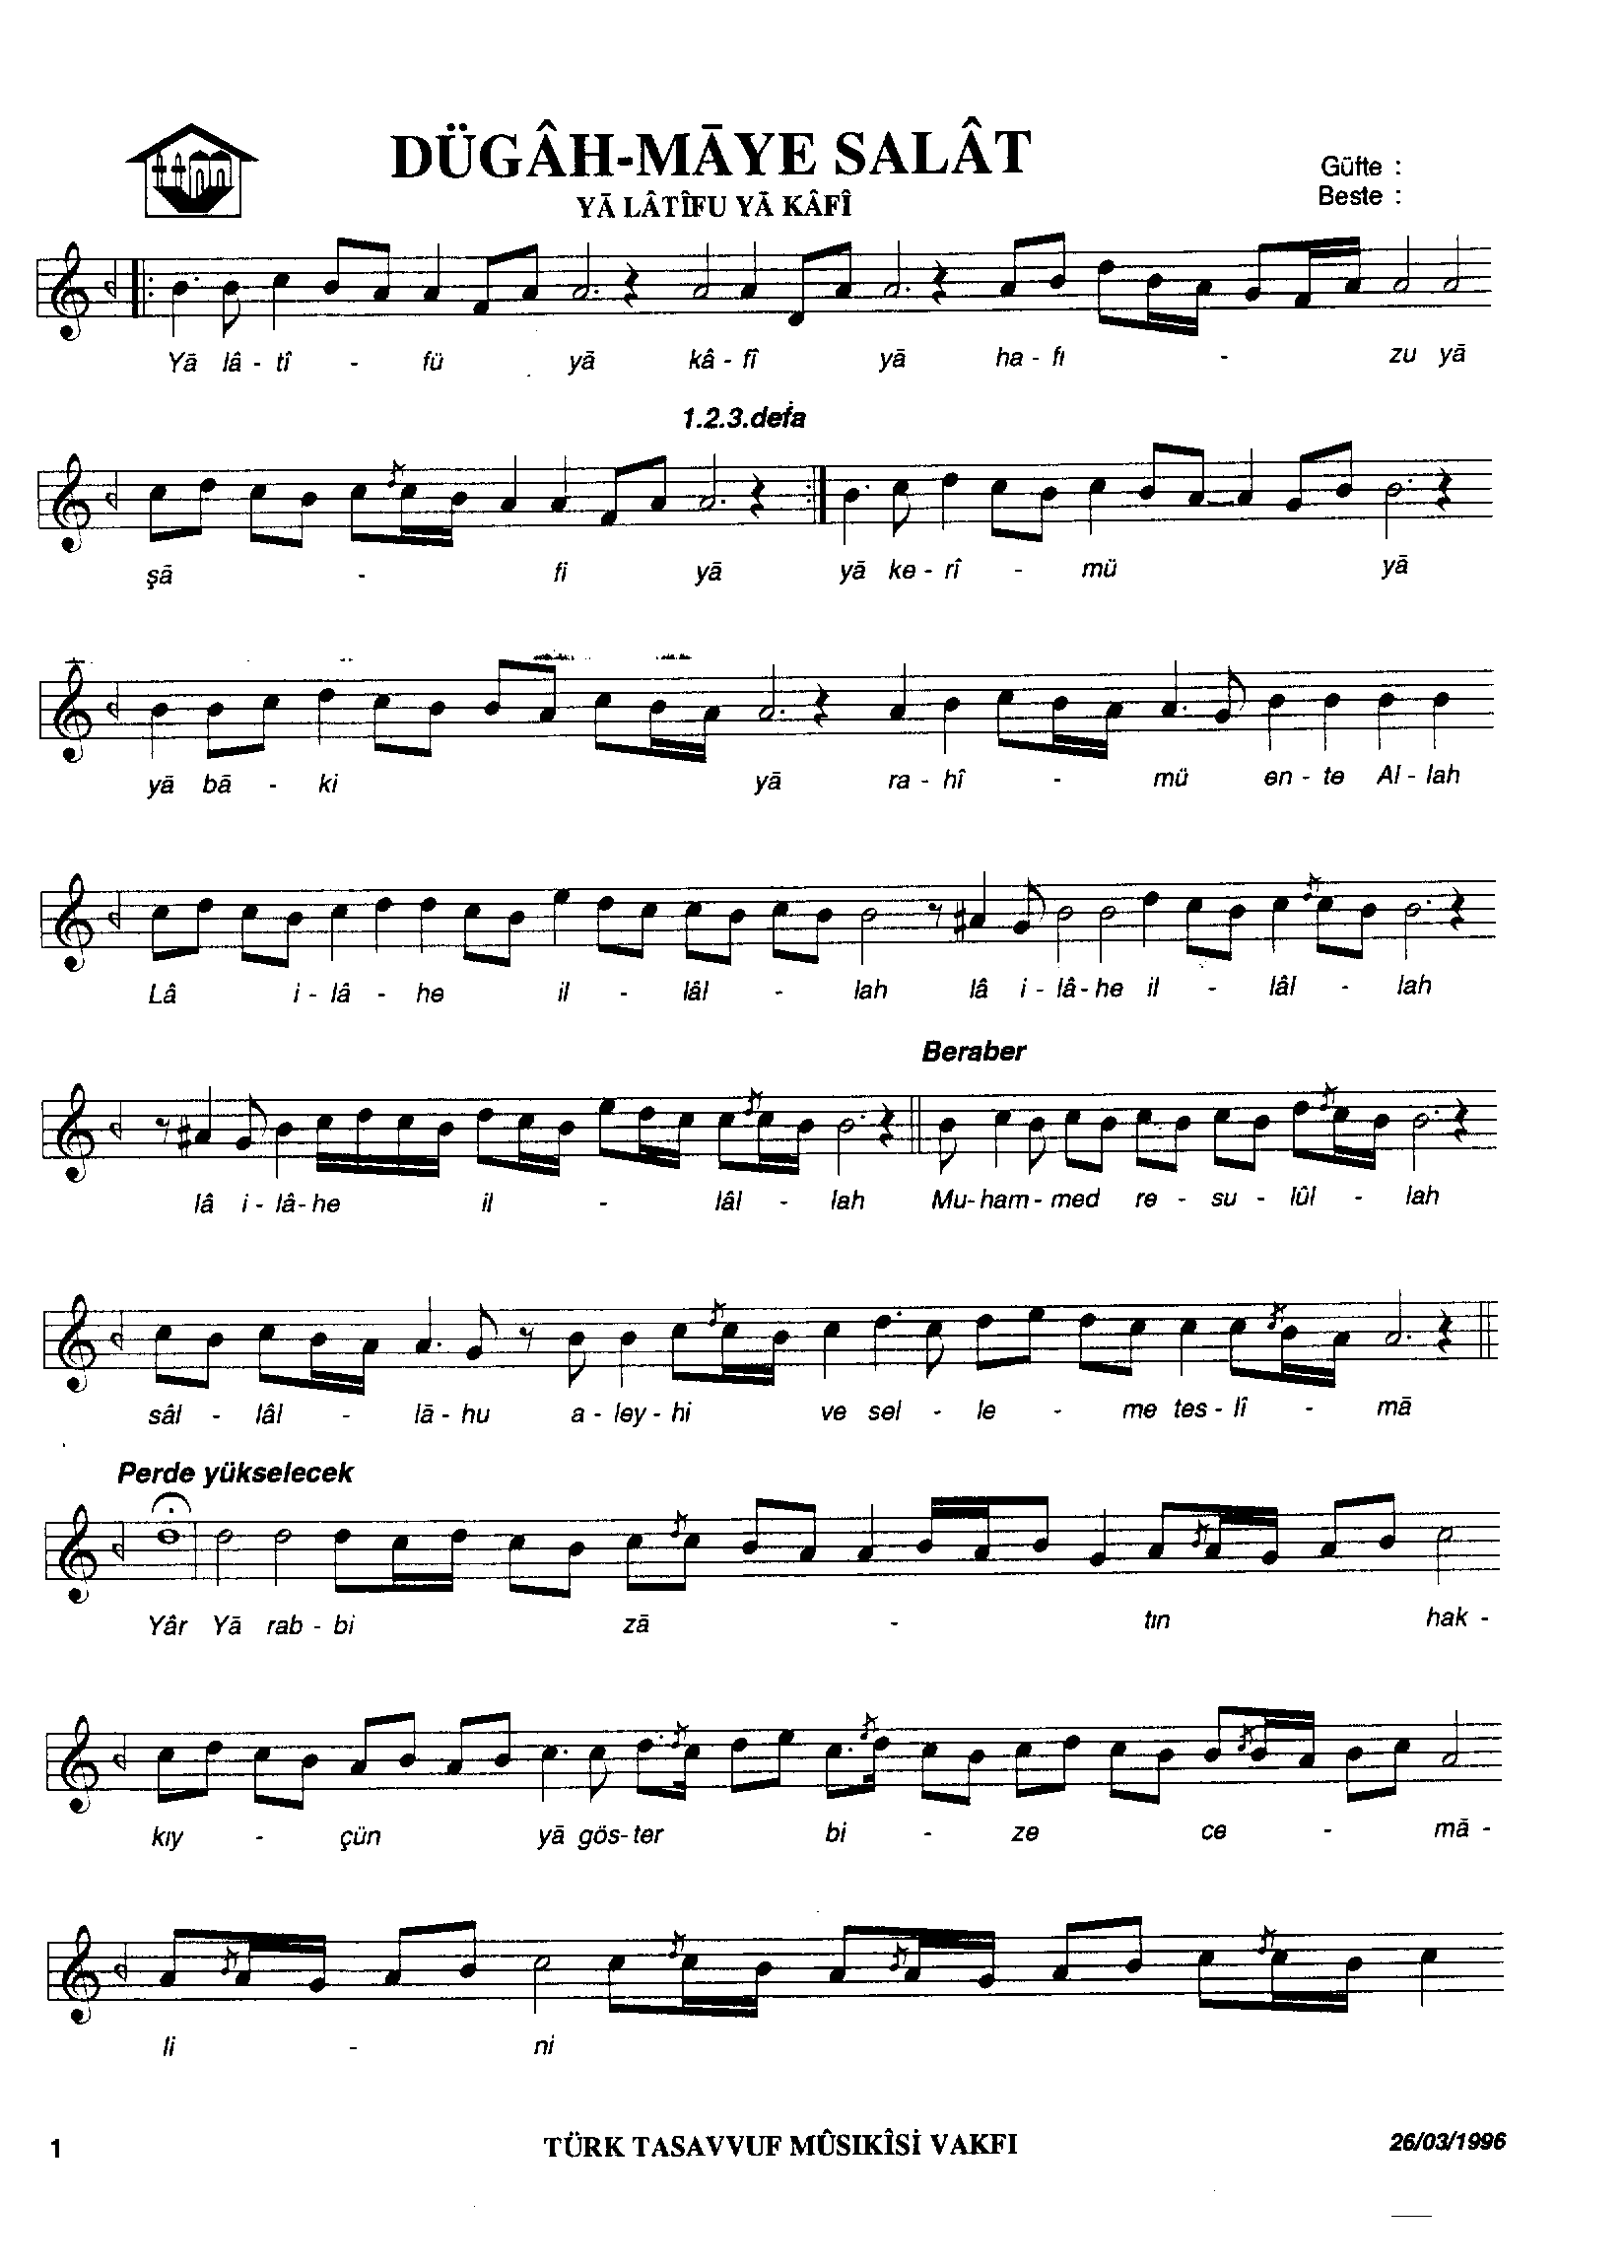 DÜGÂH-MĀYE SALÂT
YĀ LÂTÎFU YĀ KÂFÎ
Güfte :
Beste :
Yā lâ - tî - fü yā kâ - fî yā ha - fı - zu yā
1.2.3.defa
şā - fi yā yā ke - rî - mü yā
yā bā - ki yā ra - hî - mü en - te Al - lah
Lâ i - lâ - he il - lâl - lah lâ i - lâ - he il - lâl - lah
Beraber
lâ i - lâ - he il - lâl - lah Mu - ham - med re - su - lûl - lah
sâl - lâl - lā - hu a - ley - hi ve sel - le - me tes - lî - mā
Perde yükselecek
Yâr Yā rab - bi zā - tın hak -
kıy - çün yā gös - ter bi - ze ce - mā -
li - ni
1
TÜRK TASAVVUF MÛSIKÎSİ VAKFI
26/03/1996